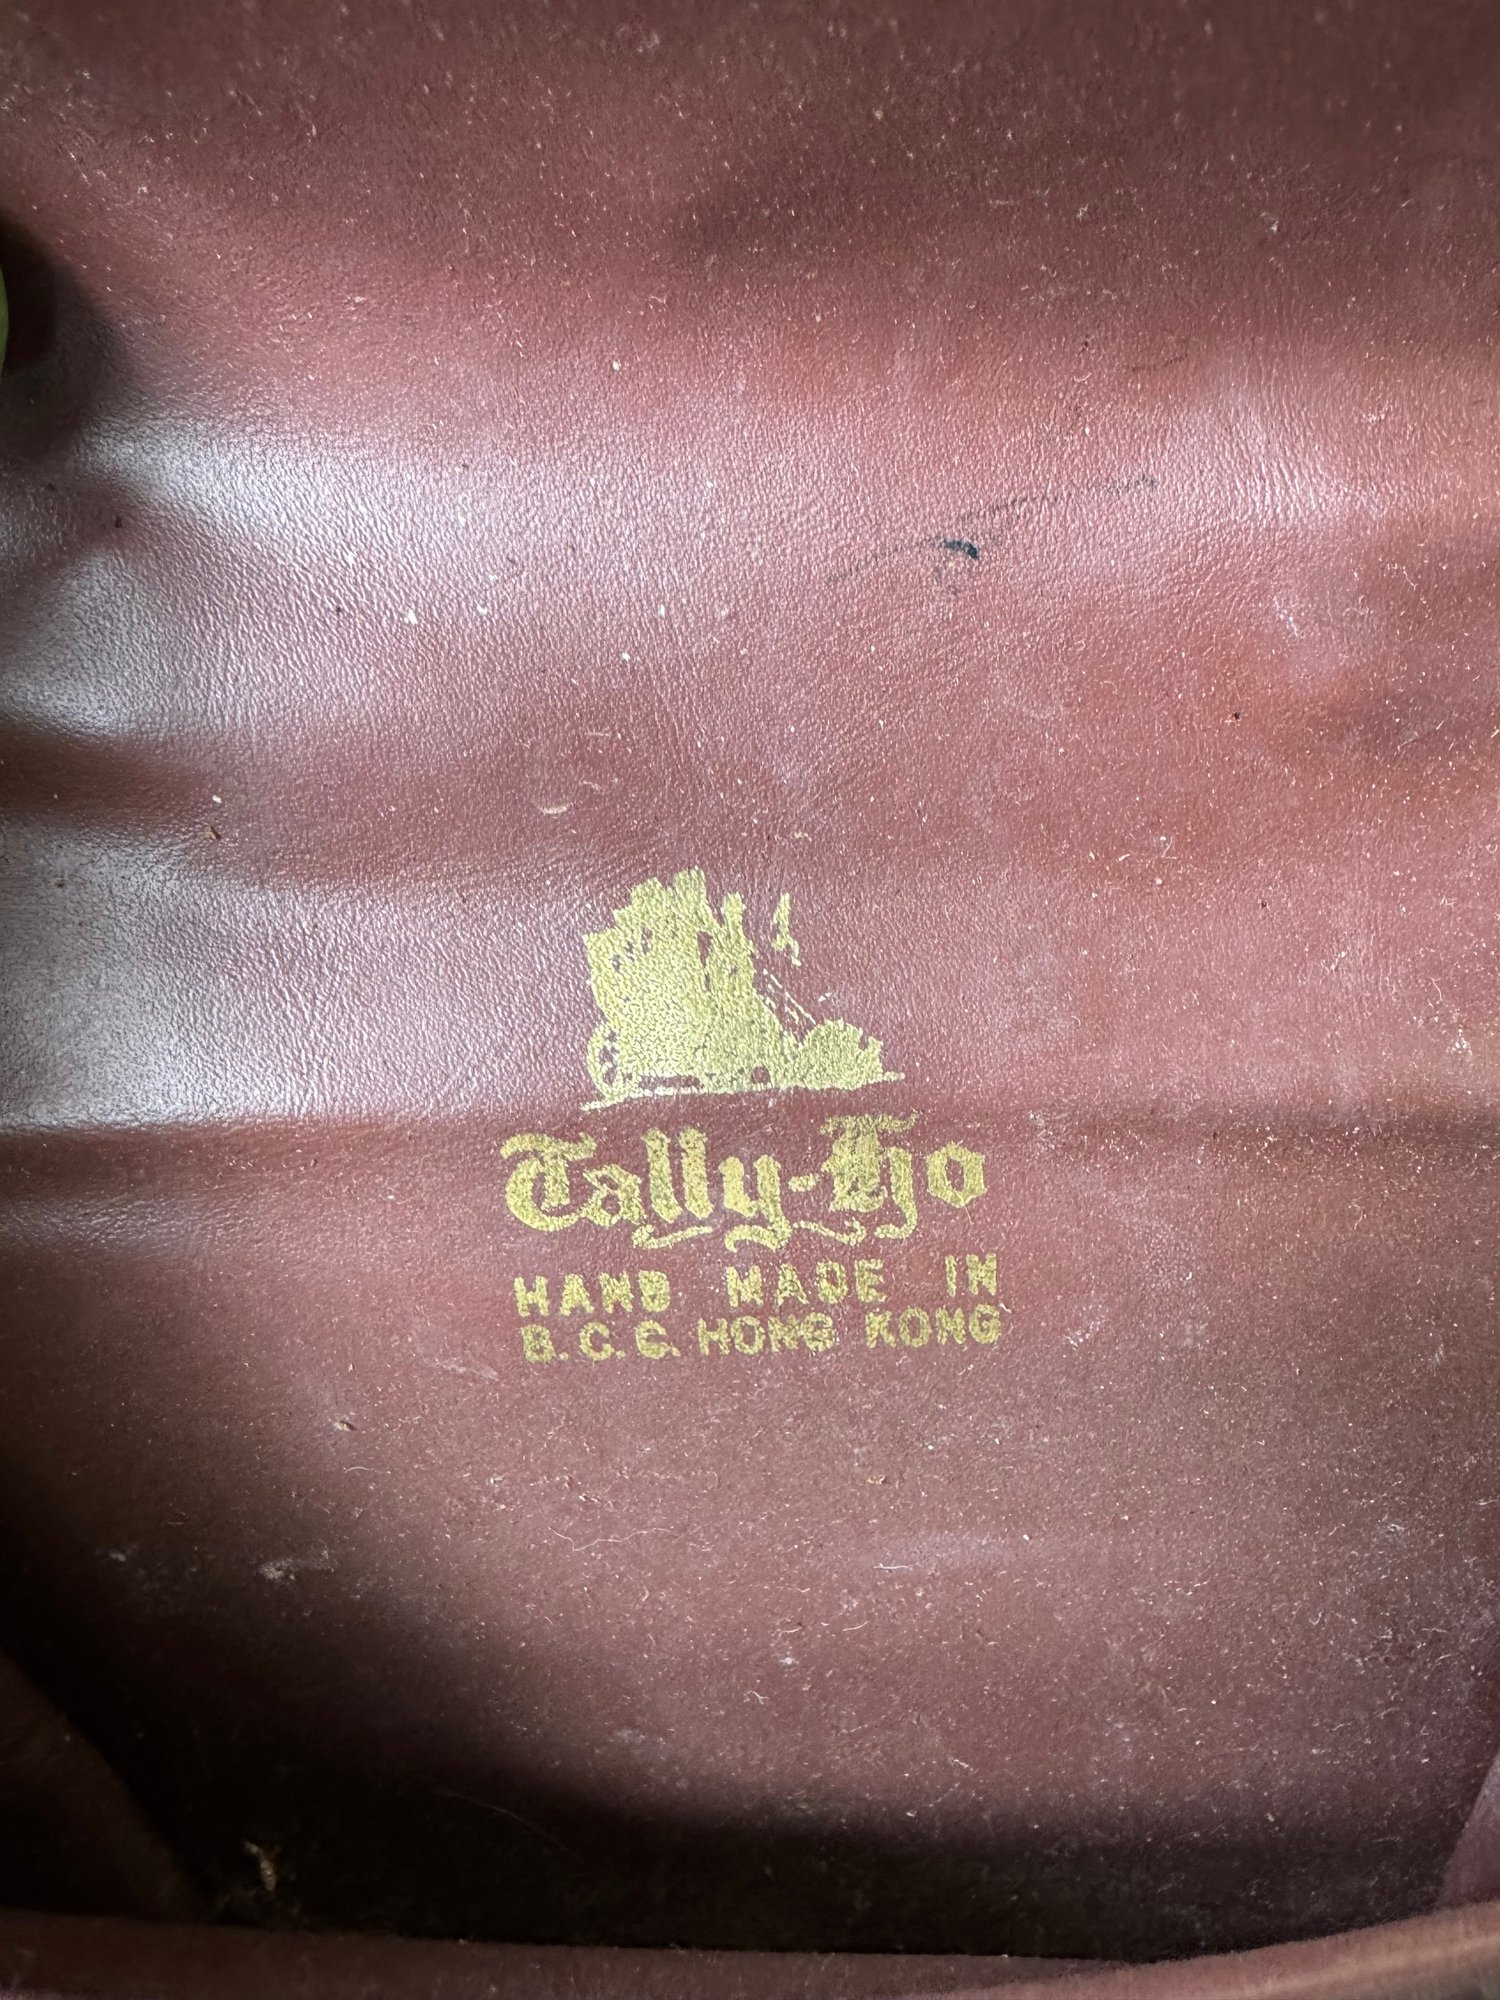 Tally-Ho
HAND MADE IN
B.C.C. HONG KONG